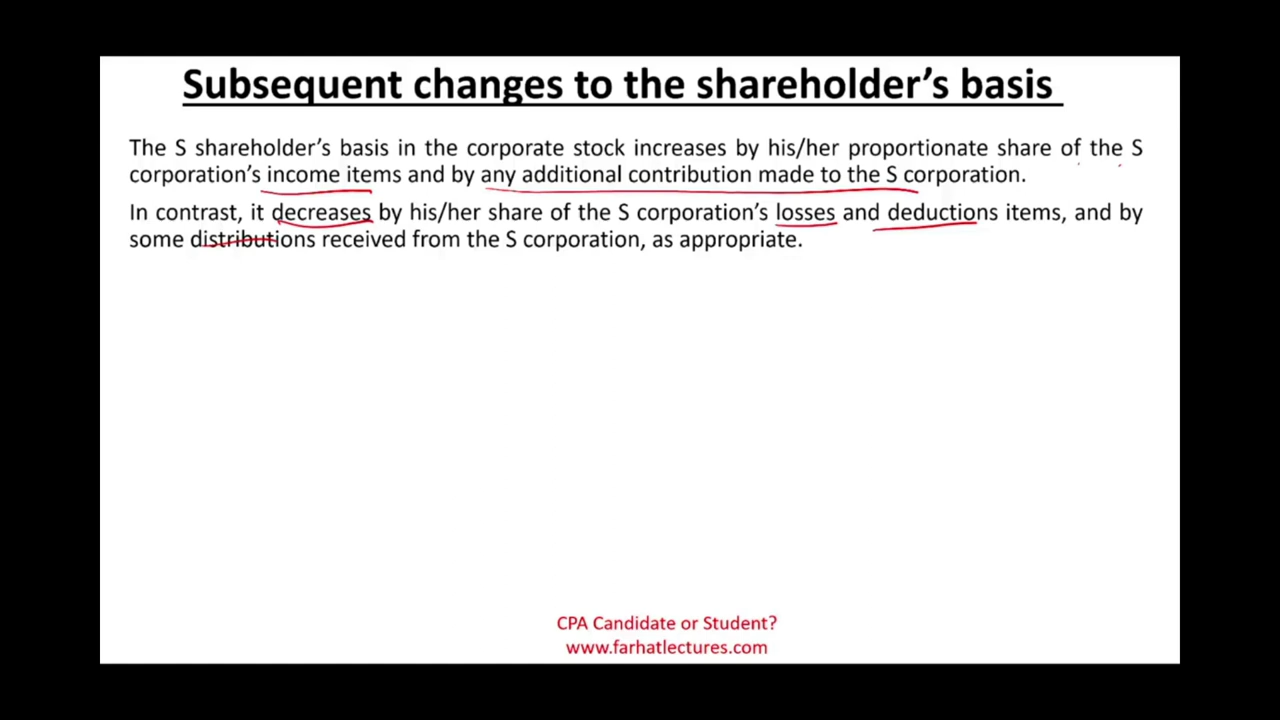 Subsequent changes to the shareholder's basis
The S shareholder's basis in the corporate stock increases by his/her proportionate share of the S
corporation's income items and by any additional contribution made to the S corporation.
In contrast, it decreases by his/her share of the S corporation's losses and deductions items, and by
some distributions received from the S corporation, as appropriate.
CPA Candidate or Student?
www.farhatlectures.com